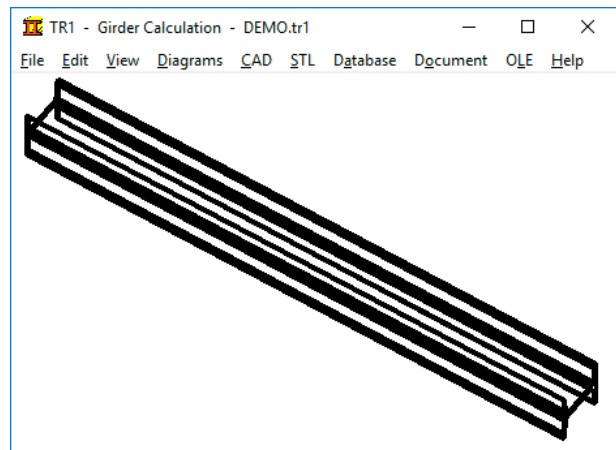 TR1 - Girder Calculation - DEMO.tr1
File Edit View Diagrams CAD STL Database Document OLE Help